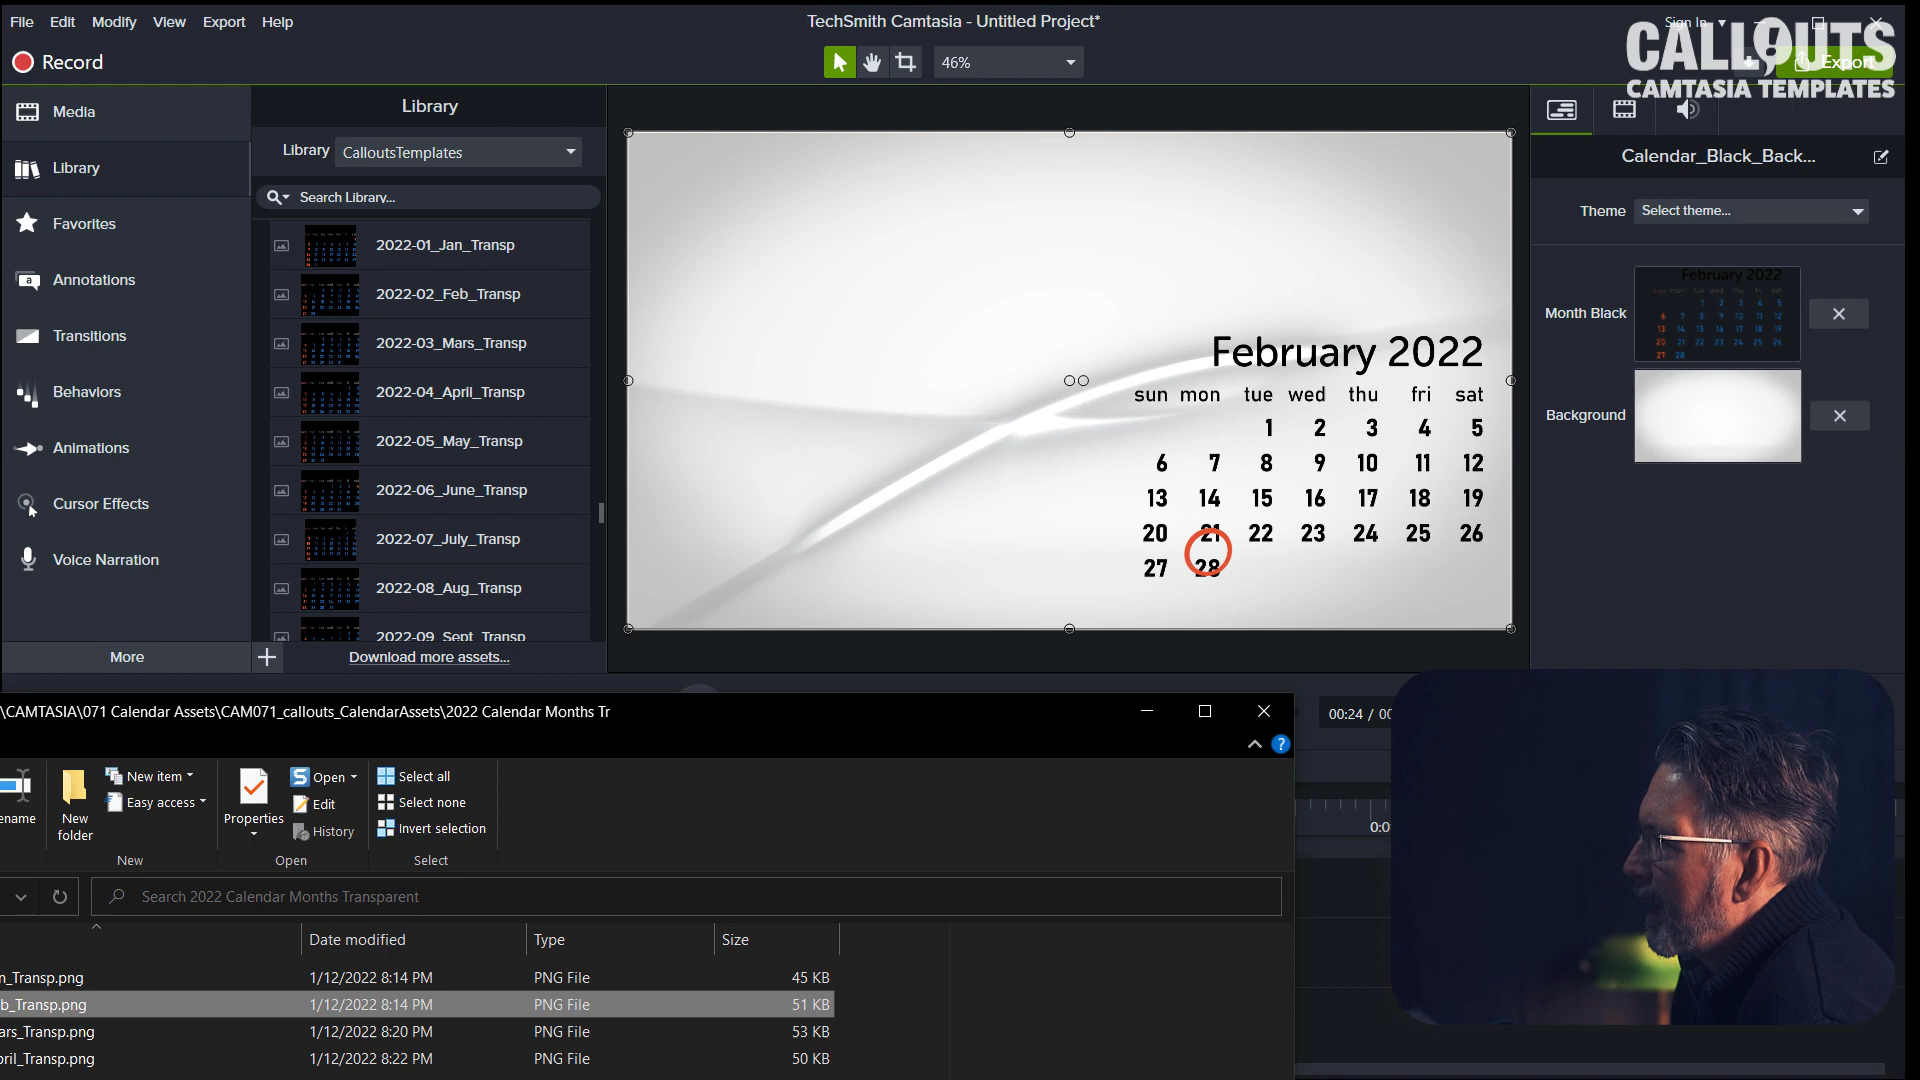 File Edit Modify View Export Help
TechSmith Camtasia - Untitled Project*
Sign In
Record
46%
Export
CALLOUTS
CAMTASIA TEMPLATES
Media
Library
Favorites
Annotations
Transitions
Behaviors
Animations
Cursor Effects
Voice Narration
More
Library
Library CalloutsTemplates
Search Library...
2022-01_Jan_Transp
2022-02_Feb_Transp
2022-03_Mars_Transp
2022-04_April_Transp
2022-05_May_Transp
2022-06_June_Transp
2022-07_July_Transp
2022-08_Aug_Transp
2022-09_Sept_Transp
Download more assets...
February 2022
sun mon tue wed thu fri sat
1 2 3 4 5
6 7 8 9 10 11 12
13 14 15 16 17 18 19
20 21 22 23 24 25 26
27 28
Calendar_Black_Back...
Theme Select theme...
Month Black
February 2022
Background
00:24 / 00
\CAMTASIA\071 Calendar Assets\CAM071_callouts_CalendarAssets\2022 Calendar Months Tr
ename
New folder
New item
Easy access
New
Properties
Open
Edit
History
Open
Select all
Select none
Invert selection
Select
Search 2022 Calendar Months Transparent
Date modified Type Size
n_Transp.png 1/12/2022 8:14 PM PNG File 45 KB
b_Transp.png 1/12/2022 8:14 PM PNG File 51 KB
ars_Transp.png 1/12/2022 8:20 PM PNG File 53 KB
pril_Transp.png 1/12/2022 8:22 PM PNG File 50 KB